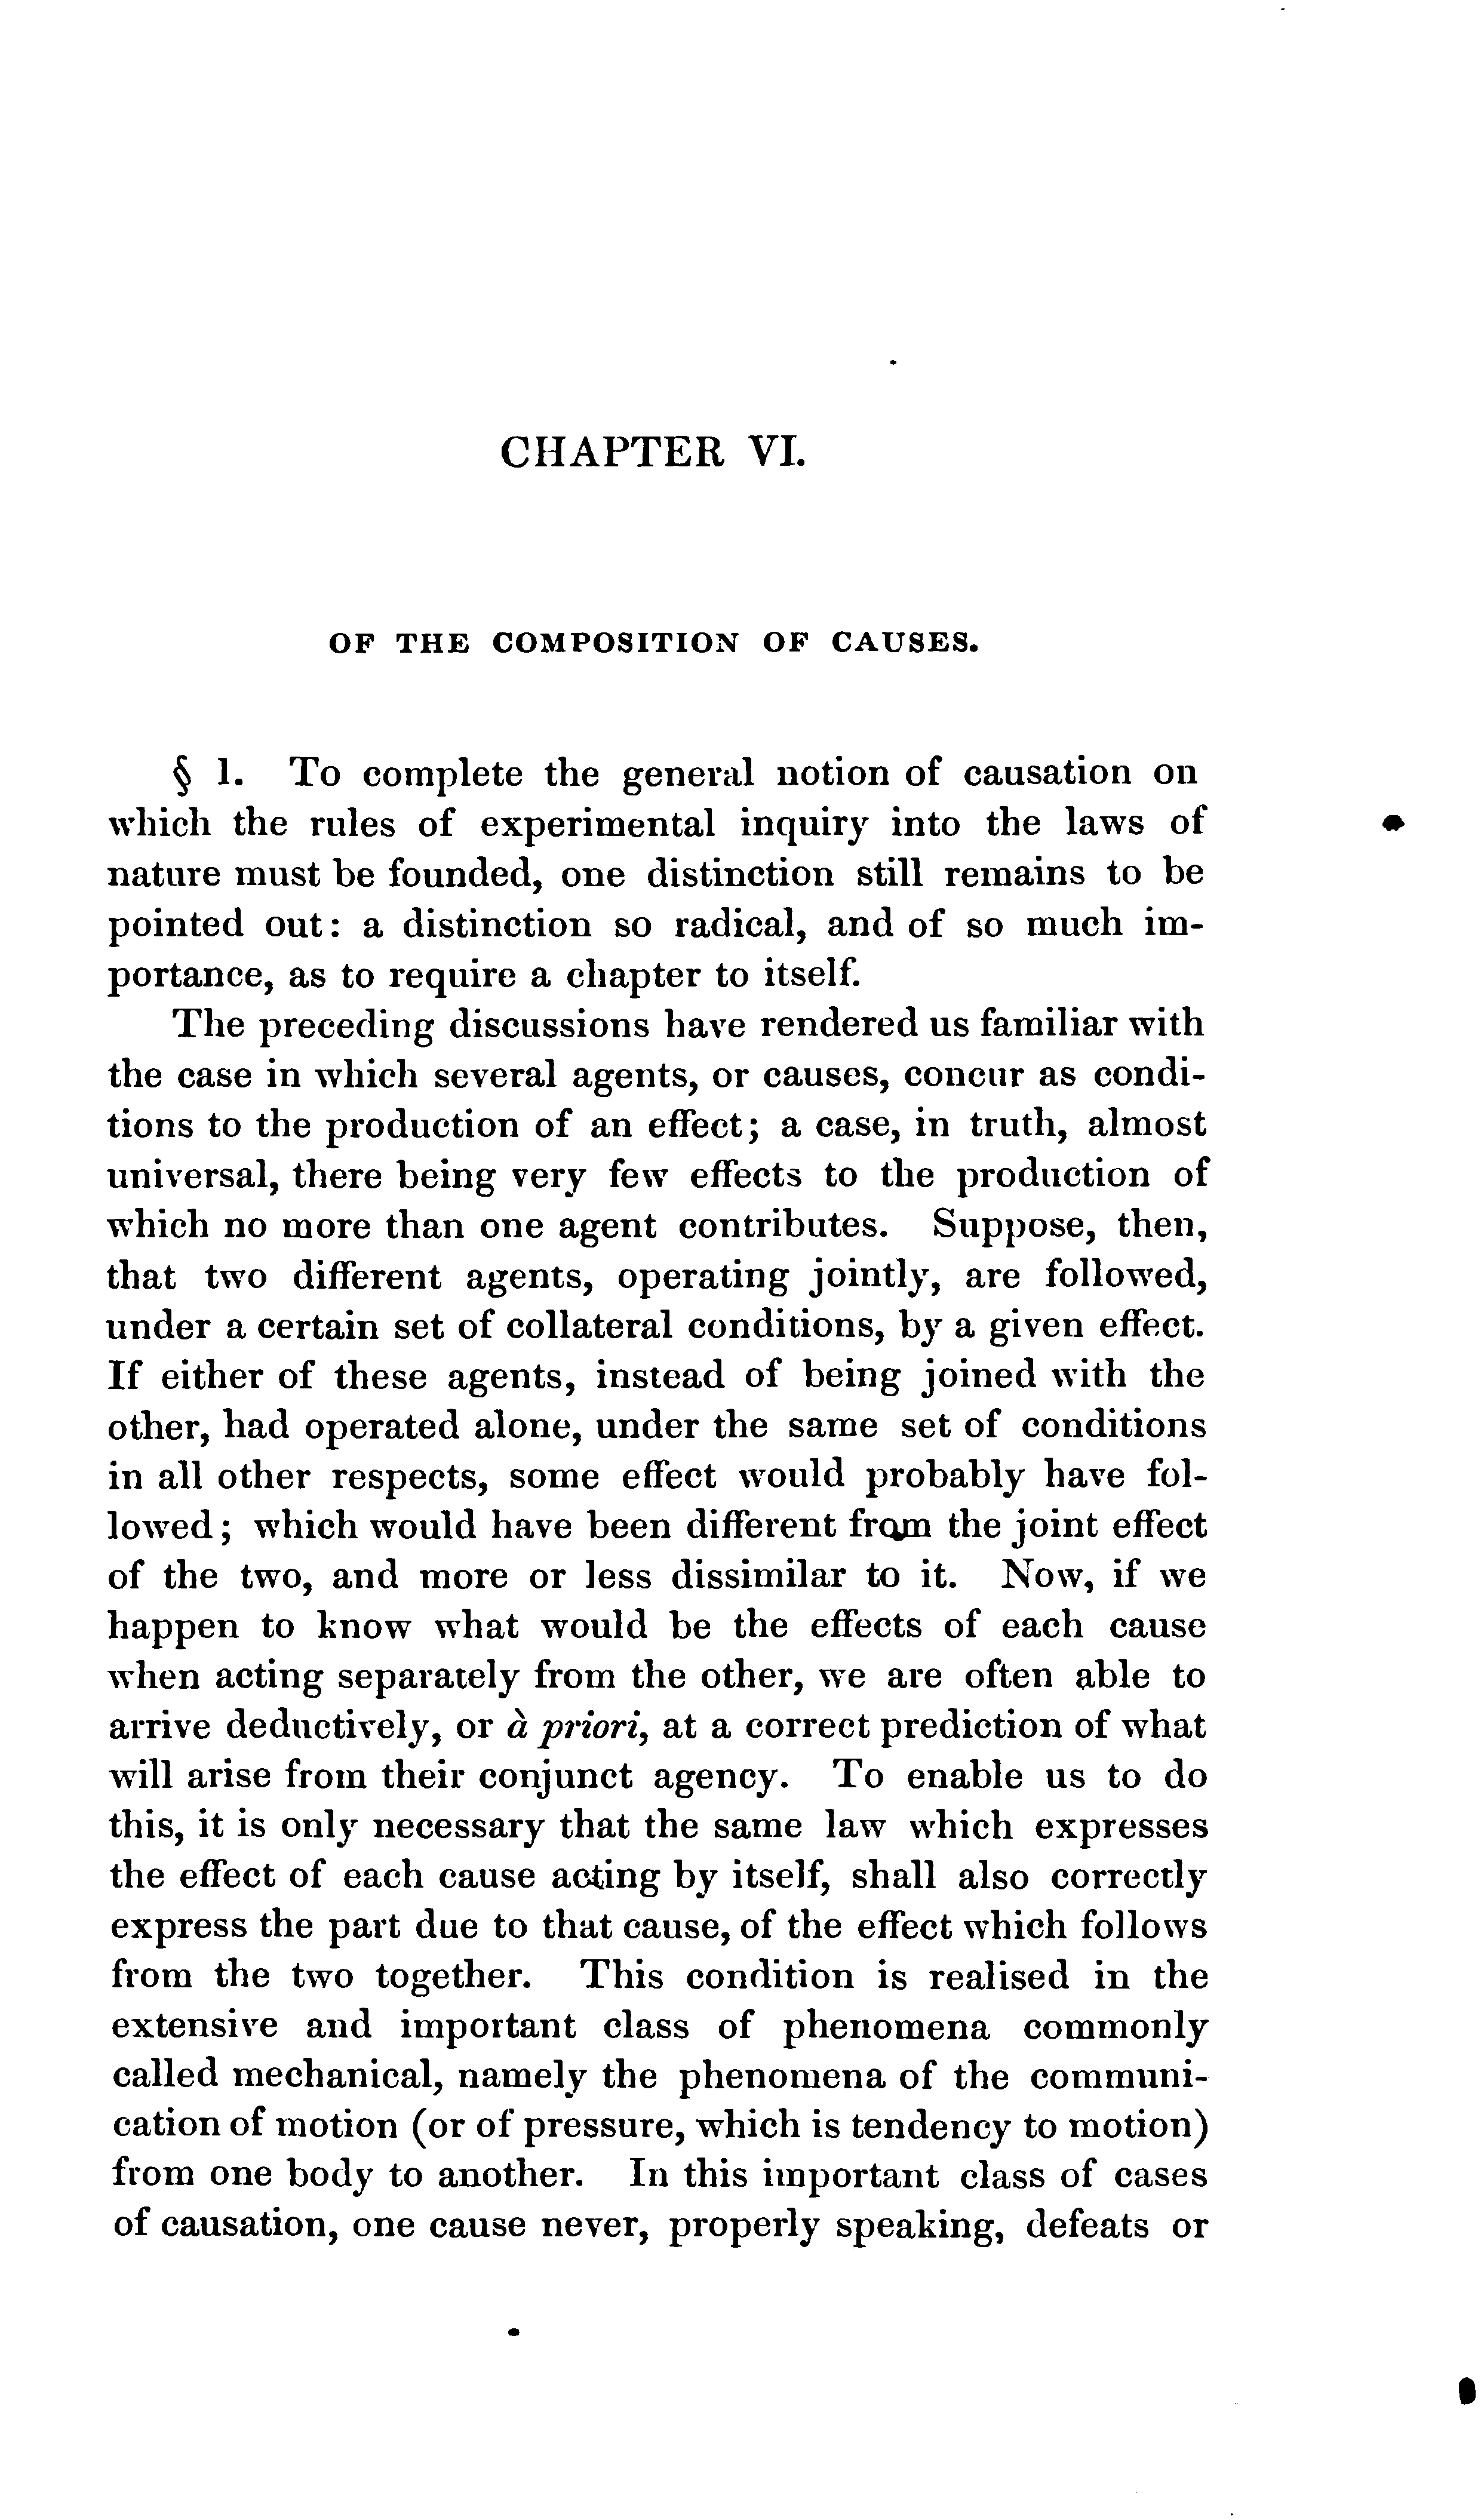 CHAPTER VI.
OF THE COMPOSITION OF CAUSES.
§ 1. To complete the general notion of causation on
which the rules of experimental inquiry into the laws of
nature must be founded, one distinction still remains to be
pointed out: a distinction so radical, and of so much im-
portance, as to require a chapter to itself.
The preceding discussions have rendered us familiar with
the case in which several agents, or causes, concur as condi-
tions to the production of an effect; a case, in truth, almost
universal, there being very few effects to the production of
which no more than one agent contributes. Suppose, then,
that two different agents, operating jointly, are followed,
under a certain set of collateral conditions, by a given effect.
If either of these agents, instead of being joined with the
other, had operated alone, under the same set of conditions
in all other respects, some effect would probably have fol-
lowed; which would have been different from the joint effect
of the two, and more or less dissimilar to it. Now, if we
happen to know what would be the effects of each cause
when acting separately from the other, we are often able to
arrive deductively, or à priori, at a correct prediction of what
will arise from their conjunct agency. To enable us to do
this, it is only necessary that the same law which expresses
the effect of each cause acting by itself, shall also correctly
express the part due to that cause, of the effect which follows
from the two together. This condition is realised in the
extensive and important class of phenomena commonly
called mechanical, namely the phenomena of the communi-
cation of motion (or of pressure, which is tendency to motion)
from one body to another. In this important class of cases
of causation, one cause never, properly speaking, defeats or